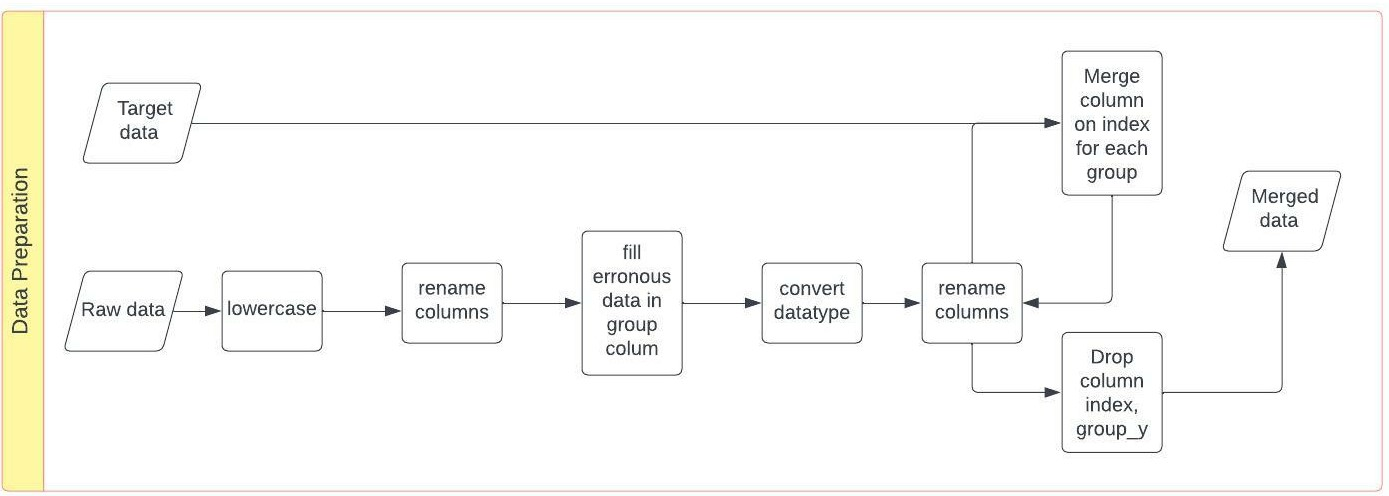 Data Preparation
Target
data
Merge
column
on index
for each
group
Merged
data
Raw data
lowercase
rename
columns
fill
erronous
data in
group
colum
convert
datatype
rename
columns
Drop
column
index,
group_y